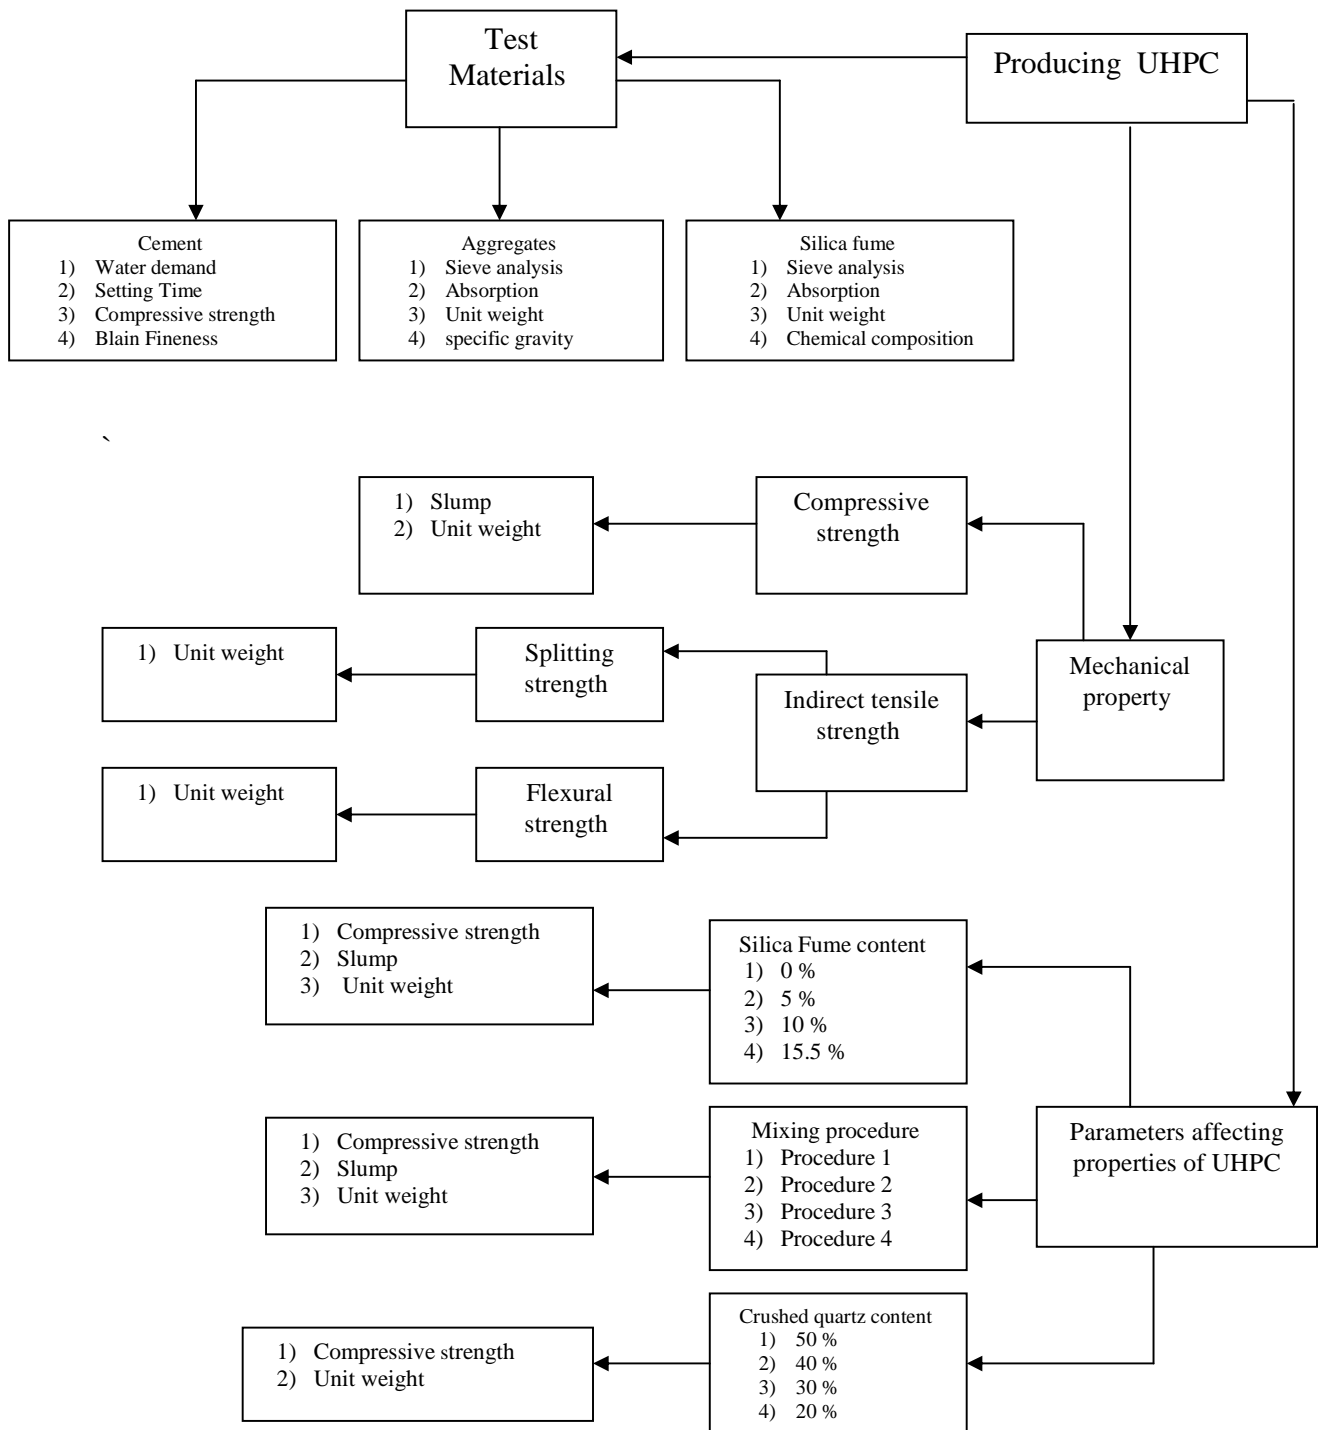 Test
Materials
Producing UHPC
Cement
1) Water demand
2) Setting Time
3) Compressive strength
4) Blain Fineness
Aggregates
1) Sieve analysis
2) Absorption
3) Unit weight
4) specific gravity
Silica fume
1) Sieve analysis
2) Absorption
3) Unit weight
4) Chemical composition
`
1) Slump
2) Unit weight
Compressive
strength
1) Unit weight
Splitting
strength
Indirect tensile
strength
Mechanical
property
1) Unit weight
Flexural
strength
1) Compressive strength
2) Slump
3) Unit weight
Silica Fume content
1) 0 %
2) 5 %
3) 10 %
4) 15.5 %
1) Compressive strength
2) Slump
3) Unit weight
Mixing procedure
1) Procedure 1
2) Procedure 2
3) Procedure 3
4) Procedure 4
Parameters affecting
properties of UHPC
1) Compressive strength
2) Unit weight
Crushed quartz content
1) 50 %
2) 40 %
3) 30 %
4) 20 %